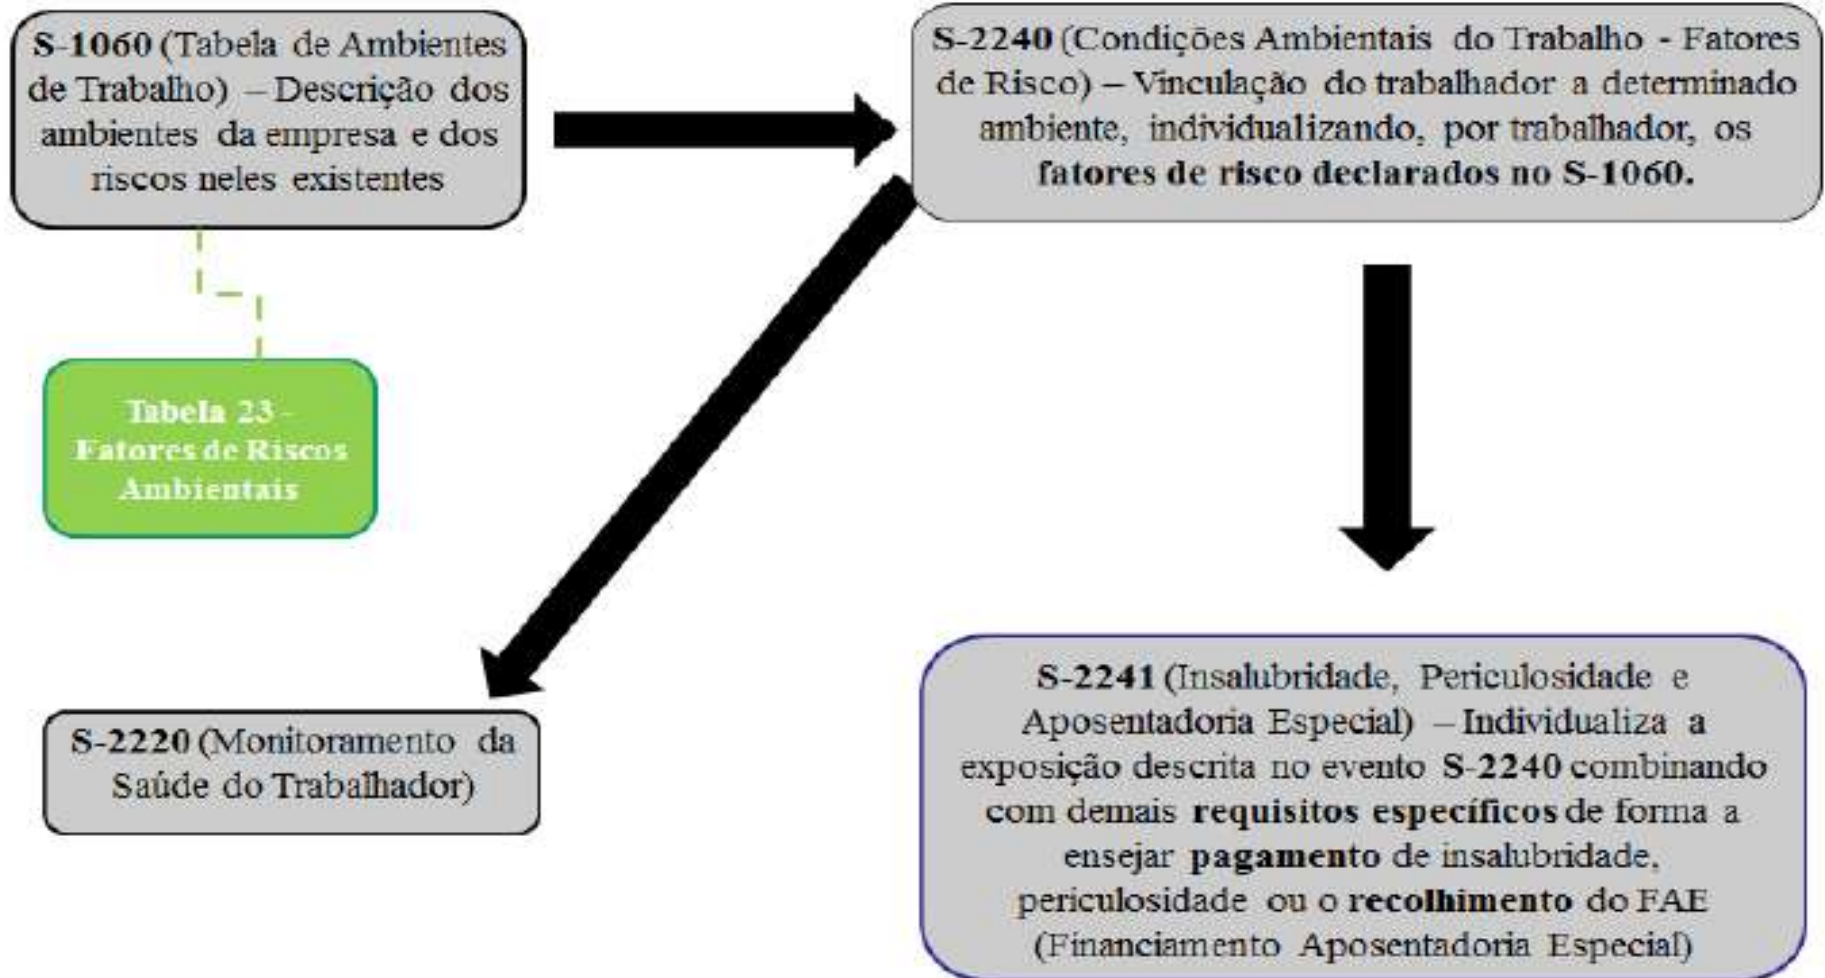 S-1060 (Tabela de Ambientes
de Trabalho) – Descrição dos
ambientes da empresa e dos
riscos neles existentes
S-2240 (Condições Ambientais do Trabalho - Fatores
de Risco) – Vinculação do trabalhador a determinado
ambiente, individualizando, por trabalhador, os
fatores de risco declarados no S-1060.
Tabela 23 -
Fatores de Riscos
Ambientais
S-2220 (Monitoramento da
Saúde do Trabalhador)
S-2241 (Insalubridade, Periculosidade e
Aposentadoria Especial) – Individualiza a
exposição descrita no evento S-2240 combinando
com demais requisitos específicos de forma a
ensejar pagamento de insalubridade,
periculosidade ou o recolhimento do FAE
(Financiamento Aposentadoria Especial)